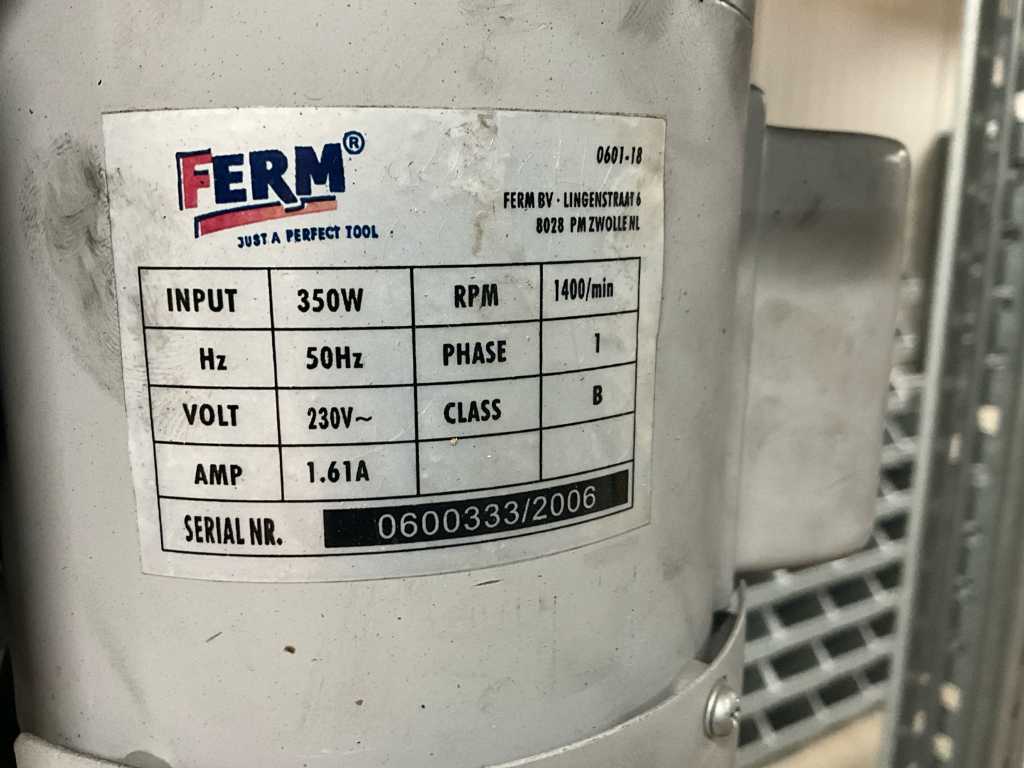 FERM®
JUST A PERFECT TOOL
0601-18
FERM BV · LINGENSTRAAT 6
8028 PM ZWOLLE NL
INPUT 350W RPM 1400/min
Hz 50Hz PHASE 1
VOLT 230V~ CLASS B
AMP 1.61A
SERIAL NR. 0600333/2006